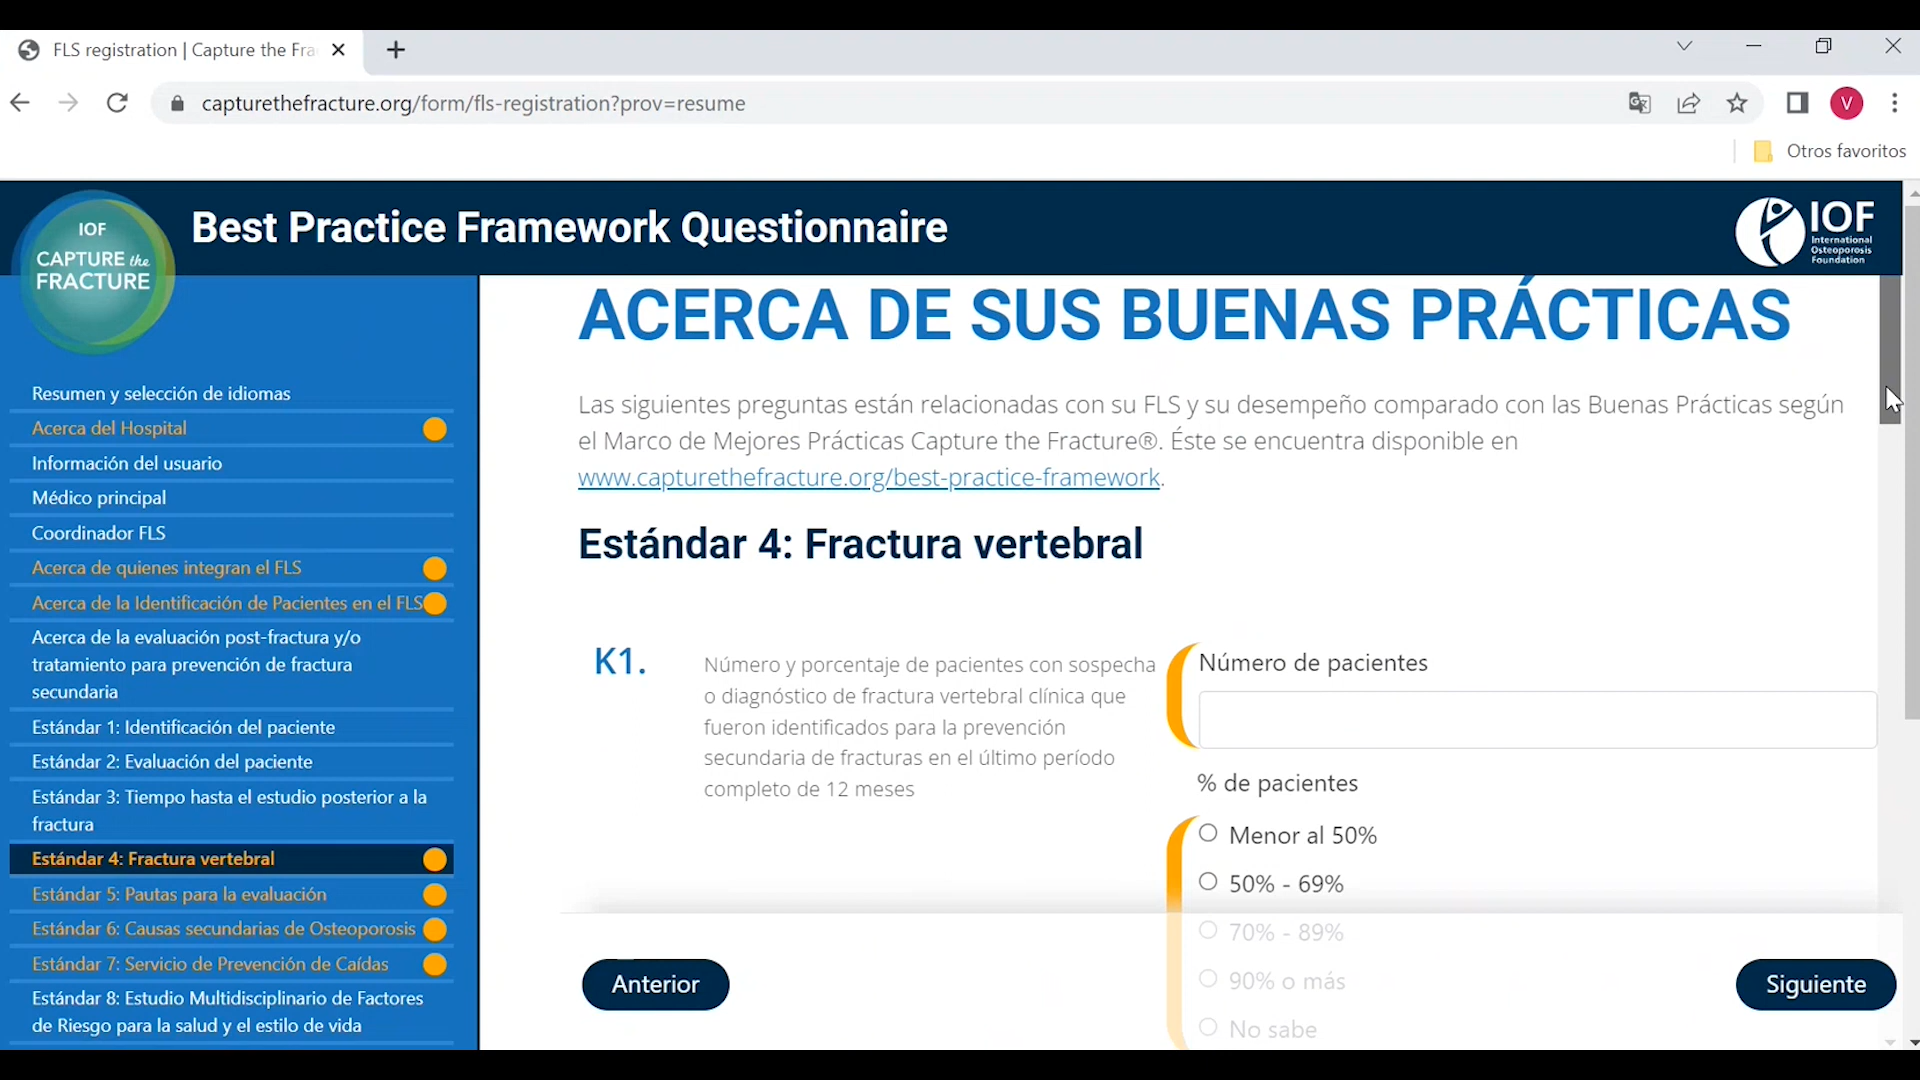 FLS registration | Capture the Fra
capturethefracture.org/form/fls-registration?prov=resume
V
Otros favoritos
IOF
CAPTURE the
FRACTURE
Best Practice Framework Questionnaire
IOF
International
Osteoporosis
Foundation
Resumen y selección de idiomas
Acerca del Hospital
Información del usuario
Médico principal
Coordinador FLS
Acerca de quienes integran el FLS
Acerca de la Identificación de Pacientes en el FLS
Acerca de la evaluación post-fractura y/o
tratamiento para prevención de fractura
secundaria
Estándar 1: Identificación del paciente
Estándar 2: Evaluación del paciente
Estándar 3: Tiempo hasta el estudio posterior a la
fractura
Estándar 4: Fractura vertebral
Estándar 5: Pautas para la evaluación
Estándar 6: Causas secundarias de Osteoporosis
Estándar 7: Servicio de Prevención de Caídas
Estándar 8: Estudio Multidisciplinario de Factores
de Riesgo para la salud y el estilo de vida
ACERCA DE SUS BUENAS PRÁCTICAS
Las siguientes preguntas están relacionadas con su FLS y su desempeño comparado con las Buenas Prácticas según
el Marco de Mejores Prácticas Capture the Fracture®. Éste se encuentra disponible en
www.capturethefracture.org/best-practice-framework.
Estándar 4: Fractura vertebral
K1.
Número y porcentaje de pacientes con sospecha
o diagnóstico de fractura vertebral clínica que
fueron identificados para la prevención
secundaria de fracturas en el último período
completo de 12 meses
Número de pacientes
% de pacientes
Menor al 50%
50% - 69%
70% - 89%
90% o más
No sabe
Anterior
Siguiente